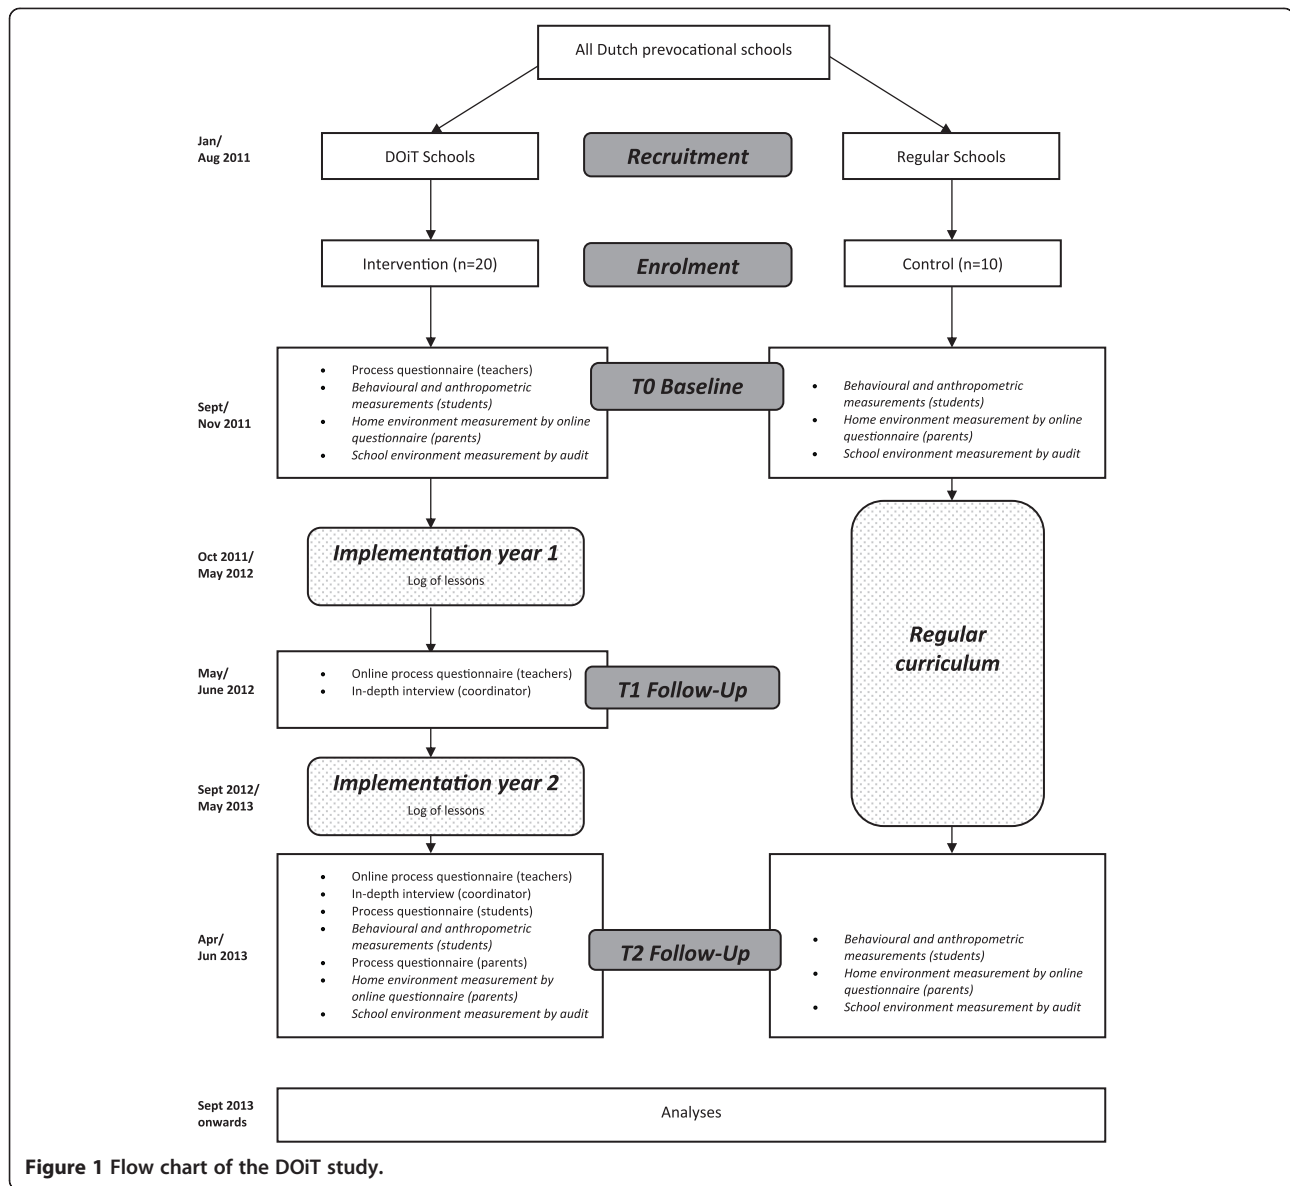 All Dutch prevocational schools
Jan/
Aug 2011
DOiT Schools
Recruitment
Regular Schools
Intervention (n=20)
Enrolment
Control (n=10)
Sept/
Nov 2011
• Process questionnaire (teachers)
• Behavioural and anthropometric
measurements (students)
• Home environment measurement by online
questionnaire (parents)
• School environment measurement by audit
T0 Baseline
• Behavioural and anthropometric
measurements (students)
• Home environment measurement by online
questionnaire (parents)
• School environment measurement by audit
Oct 2011/
May 2012
Implementation year 1
Log of lessons
Regular
curriculum
May/
June 2012
• Online process questionnaire (teachers)
• In-depth interview (coordinator)
T1 Follow-Up
Sept 2012/
May 2013
Implementation year 2
Log of lessons
Apr/
Jun 2013
• Online process questionnaire (teachers)
• In-depth interview (coordinator)
• Process questionnaire (students)
• Behavioural and anthropometric
measurements (students)
• Process questionnaire (parents)
• Home environment measurement by
online questionnaire (parents)
• School environment measurement by audit
T2 Follow-Up
• Behavioural and anthropometric
measurements (students)
• Home environment measurement by online
questionnaire (parents)
• School environment measurement by audit
Sept 2013
onwards
Analyses
Figure 1 Flow chart of the DOiT study.